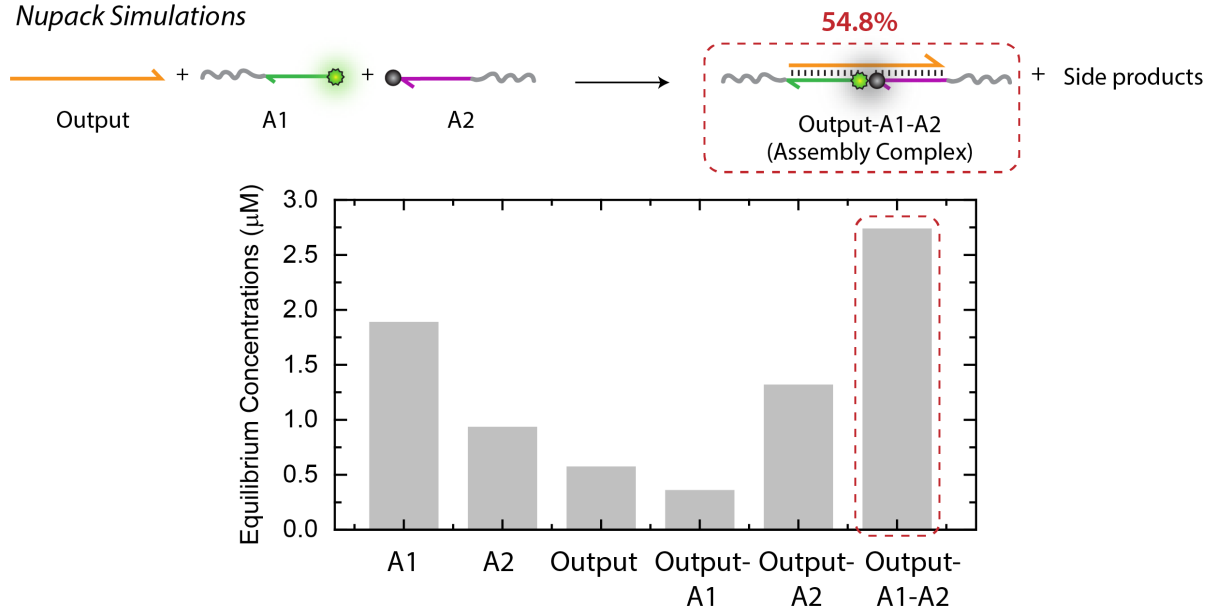 Nupack Simulations
54.8%
+ + +
Output A1 A2 Output-A1-A2 Side products
(Assembly Complex)
Equilibrium Concentrations (μM)
3.0
2.5
2.0
1.5
1.0
0.5
0.0
A1 A2 Output Output- Output- Output-
A1 A2 A1-A2